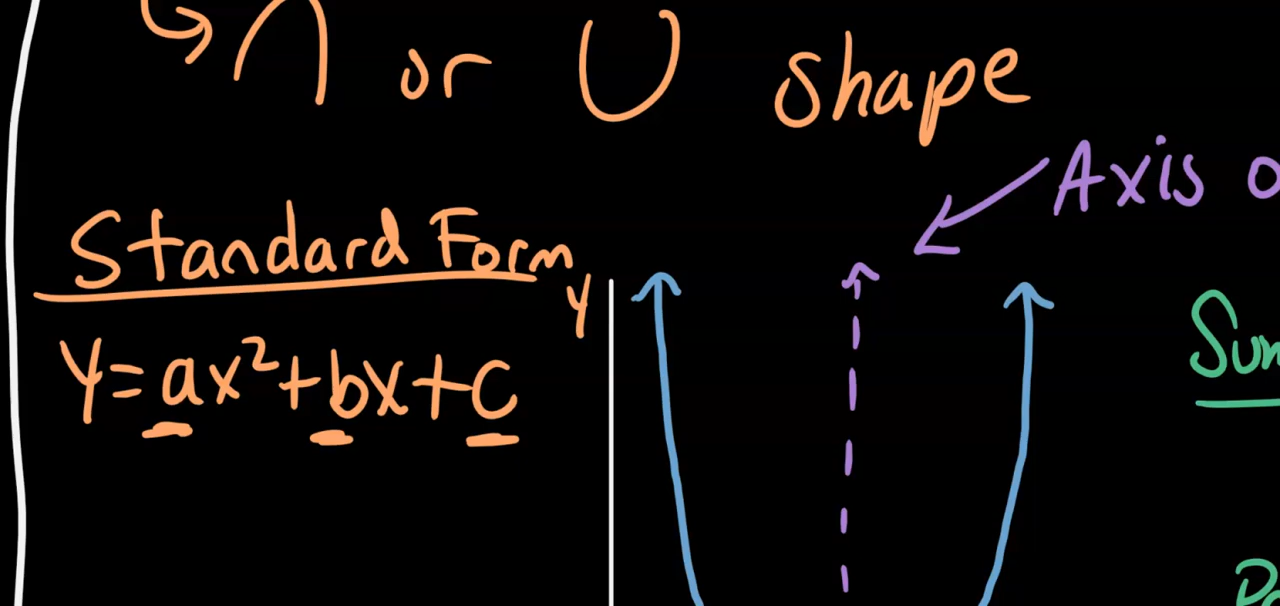 or shape
Axis
Standard Form
y
y=ax²+bx+c